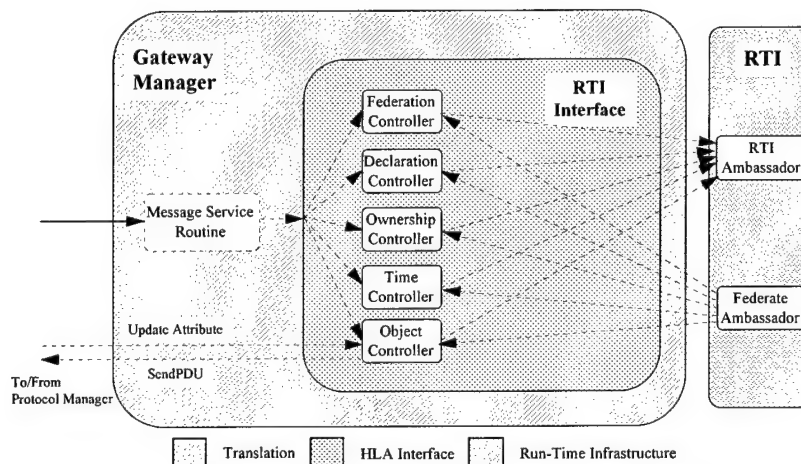 Gateway
Manager
RTI
RTI
Interface
Federation
Controller
Declaration
Controller
Ownership
Controller
Time
Controller
Object
Controller
Message Service
Routine
RTI
Ambassador
Federate
Ambassador
Update Attribute
SendPDU
To/From
Protocol Manager
Translation
HLA Interface
Run-Time Infrastructure